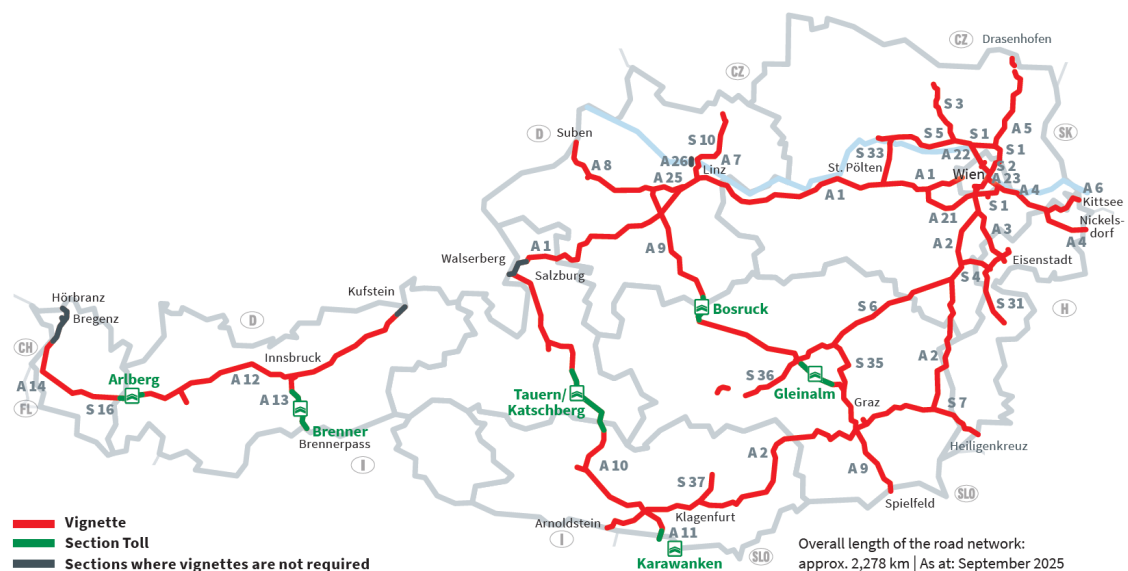 CZ
Drasenhofen
CZ
S 3
D
Suben
S 10
S 5
S 1
A 5
SK
A 26
A 7
S 33
A 22
S 1
A 8
Linz
St. Pölten
S 2
A 25
A 1
Wien
A 23
A 4
A 6
A 1
Kittsee
S 1
Nickels-
dorf
A 21
A 3
A 4
A 1
A 9
A 2
Walserberg
Salzburg
Eisenstadt
S 4
Kufstein
Hörbranz
S 31
Bregenz
D
Bosruck
S 6
H
CH
Innsbruck
S 35
A 2
Arlberg
A 12
S 36
A 14
Tauern/
Katschberg
Gleinalm
A 13
FL
S 16
Graz
S 7
Brenner
Brennerpass
Heiligenkreuz
A 2
I
A 10
A 9
S 37
SLO
Spielfeld
Klagenfurt
Arnoldstein
A 11
I
SLO
Karawanken
Vignette
Section Toll
Sections where vignettes are not required
Overall length of the road network:
approx. 2,278 km | As at: September 2025